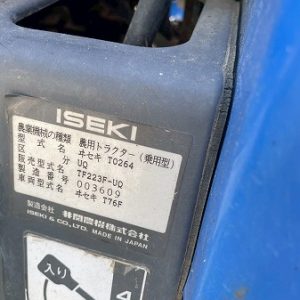 ISEKI
農業機械の種類 農用トラクター（乗用型）
型式名 ヰセキ TO264
区分 UQ
販売型式名 TF223F-UQ
製造番号 003609
車両型式名 ヰセキ T76F
製造会社 井関農機株式会社
ISEKI & CO., LTD. MADE IN JAPAN
入り
4